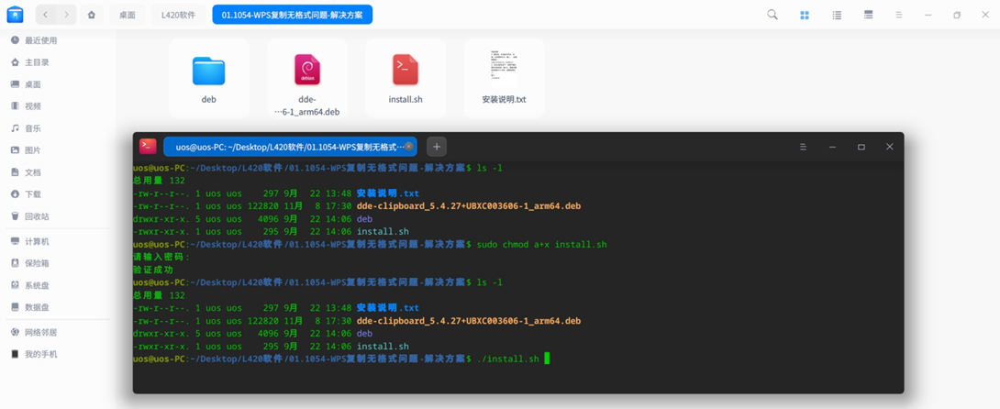 桌面
L420软件
01.1054-WPS复制无格式问题-解决方案
最近使用
主目录
桌面
视频
音乐
图片
文档
下载
回收站
计算机
保险箱
系统盘
数据盘
网络邻居
我的手机
deb
dde-
…6-1_arm64.deb
install.sh
安装说明.txt
uos@uos-PC: ~/Desktop/L420软件/01.1054-WPS复制无格式…
uos@uos-PC:~/Desktop/L420软件/01.1054-WPS复制无格式问题-解决方案$ ls -l
总用量 132
-rw-r--r--. 1 uos uos 297 9月 22 13:48 安装说明.txt
-rw-r--r--. 1 uos uos 122820 11月 8 17:30 dde-clipboard_5.4.27+UBXC003606-1_arm64.deb
drwxr-xr-x. 5 uos uos 4096 9月 22 14:06 deb
-rwxr-xr-x. 1 uos uos 295 9月 22 14:06 install.sh
uos@uos-PC:~/Desktop/L420软件/01.1054-WPS复制无格式问题-解决方案$ sudo chmod a+x install.sh
请输入密码:
验证成功
uos@uos-PC:~/Desktop/L420软件/01.1054-WPS复制无格式问题-解决方案$ ls -l
总用量 132
-rw-r--r--. 1 uos uos 297 9月 22 13:48 安装说明.txt
-rw-r--r--. 1 uos uos 122820 11月 8 17:30 dde-clipboard_5.4.27+UBXC003606-1_arm64.deb
drwxr-xr-x. 5 uos uos 4096 9月 22 14:06 deb
-rwxr-xr-x. 1 uos uos 295 9月 22 14:06 install.sh
uos@uos-PC:~/Desktop/L420软件/01.1054-WPS复制无格式问题-解决方案$ ./install.sh